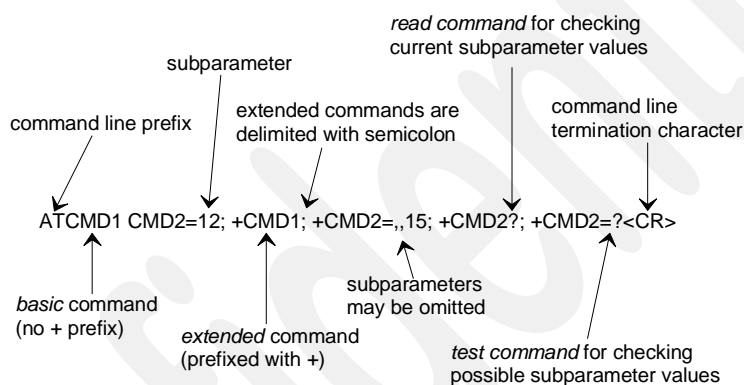 read command for checking
current subparameter values
subparameter
extended commands are
delimited with semicolon
command line
termination character
command line prefix
ATCMD1 CMD2=12; +CMD1; +CMD2=,,15; +CMD2?; +CMD2=?<CR>
basic command
(no + prefix)
extended command
(prefixed with +)
subparameters
may be omitted
test command for checking
possible subparameter values